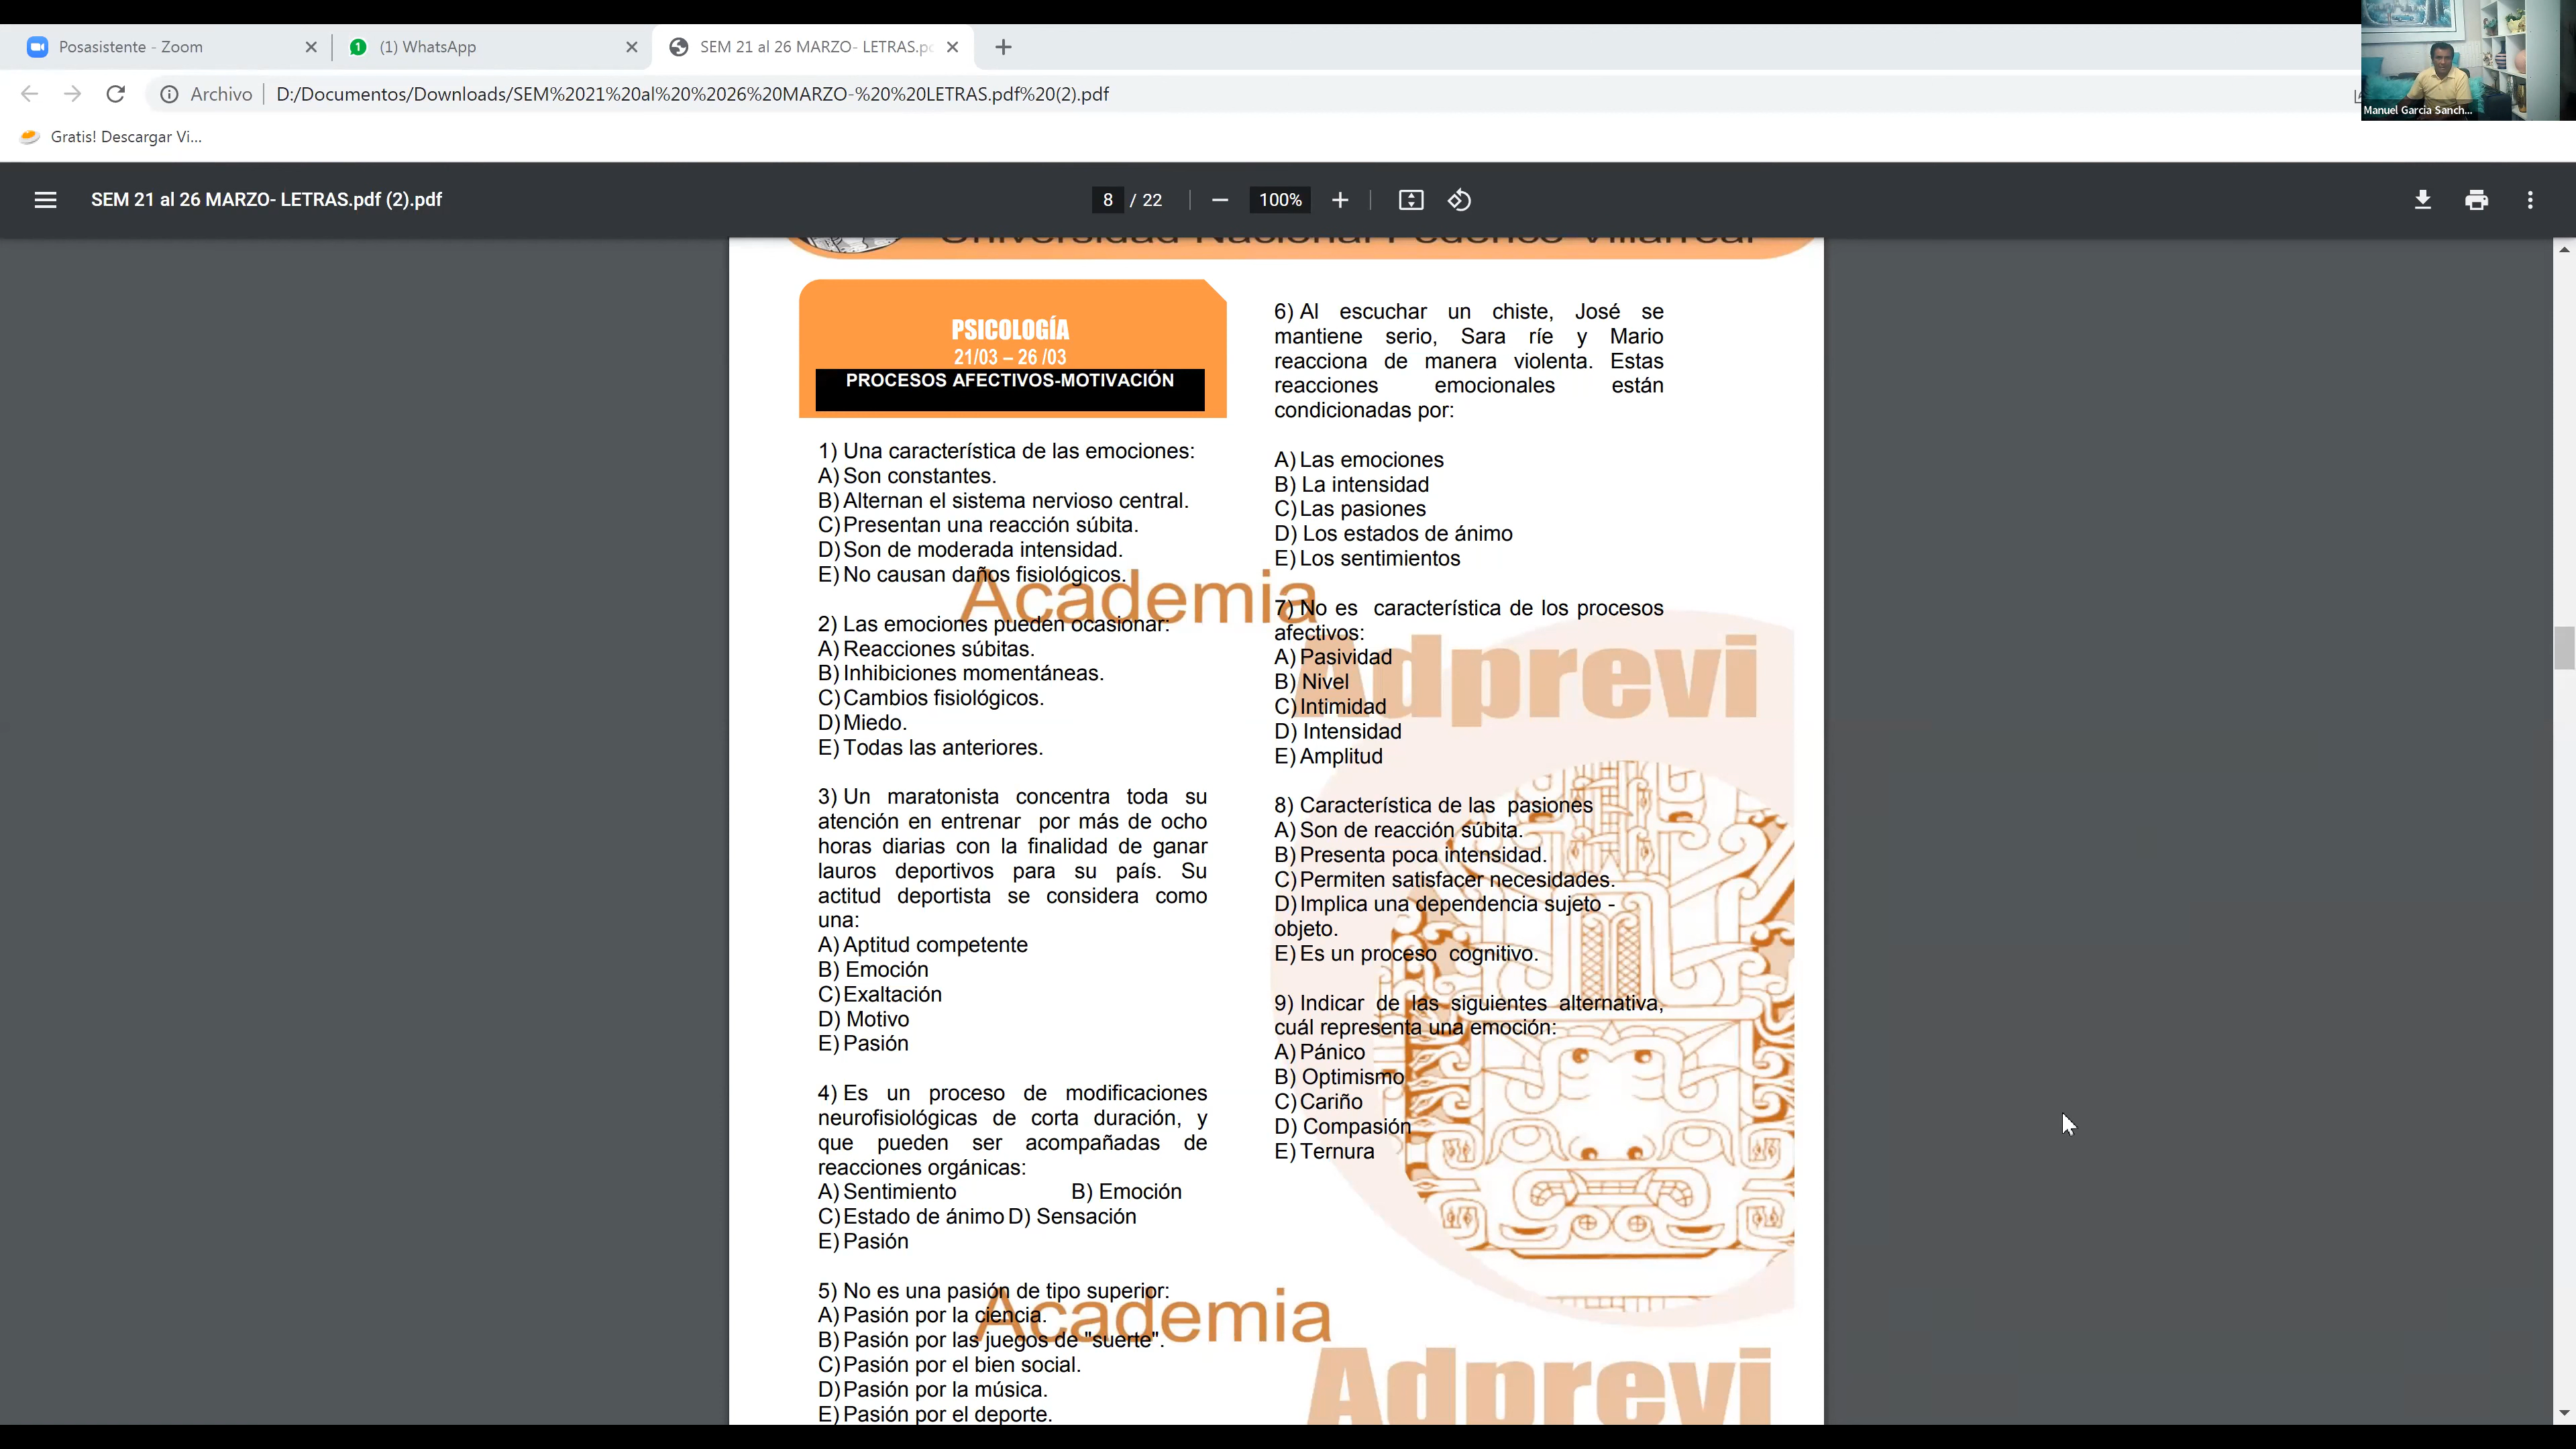 Posasistente - Zoom
(1) WhatsApp
SEM 21 al 26 MARZO- LETRAS.pd
Archivo
D:/Documentos/Downloads/SEM%2021%20al%20%2026%20MARZO-%20%20LETRAS.pdf%20(2).pdf
Gratis! Descargar Vi...
Manuel Garcia Sanch...
SEM 21 al 26 MARZO- LETRAS.pdf (2).pdf
8 / 22
100%
Universidad Nacional Federico Villarreal
PSICOLOGÍA
21/03 – 26 /03
PROCESOS AFECTIVOS-MOTIVACIÓN
1) Una característica de las emociones:
A) Son constantes.
B) Alternan el sistema nervioso central.
C) Presentan una reacción súbita.
D) Son de moderada intensidad.
E) No causan daños fisiológicos.
2) Las emociones pueden ocasionar:
A) Reacciones súbitas.
B) Inhibiciones momentáneas.
C) Cambios fisiológicos.
D) Miedo.
E) Todas las anteriores.
3) Un maratonista concentra toda su
atención en entrenar por más de ocho
horas diarias con la finalidad de ganar
lauros deportivos para su país. Su
actitud deportista se considera como
una:
A) Aptitud competente
B) Emoción
C) Exaltación
D) Motivo
E) Pasión
4) Es un proceso de modificaciones
neurofisiológicas de corta duración, y
que pueden ser acompañadas de
reacciones orgánicas:
A) Sentimiento B) Emoción
C) Estado de ánimo D) Sensación
E) Pasión
5) No es una pasión de tipo superior:
A) Pasión por la ciencia.
B) Pasión por las juegos de "suerte".
C) Pasión por el bien social.
D) Pasión por la música.
E) Pasión por el deporte.
6) Al escuchar un chiste, José se
mantiene serio, Sara ríe y Mario
reacciona de manera violenta. Estas
reacciones emocionales están
condicionadas por:
A) Las emociones
B) La intensidad
C) Las pasiones
D) Los estados de ánimo
E) Los sentimientos
7) No es característica de los procesos
afectivos:
A) Pasividad
B) Nivel
C) Intimidad
D) Intensidad
E) Amplitud
8) Característica de las pasiones
A) Son de reacción súbita.
B) Presenta poca intensidad.
C) Permiten satisfacer necesidades.
D) Implica una dependencia sujeto -
objeto.
E) Es un proceso cognitivo.
9) Indicar de las siguientes alternativa,
cuál representa una emoción:
A) Pánico
B) Optimismo
C) Cariño
D) Compasión
E) Ternura
Academia
Adprevi
Academia
Adprevi